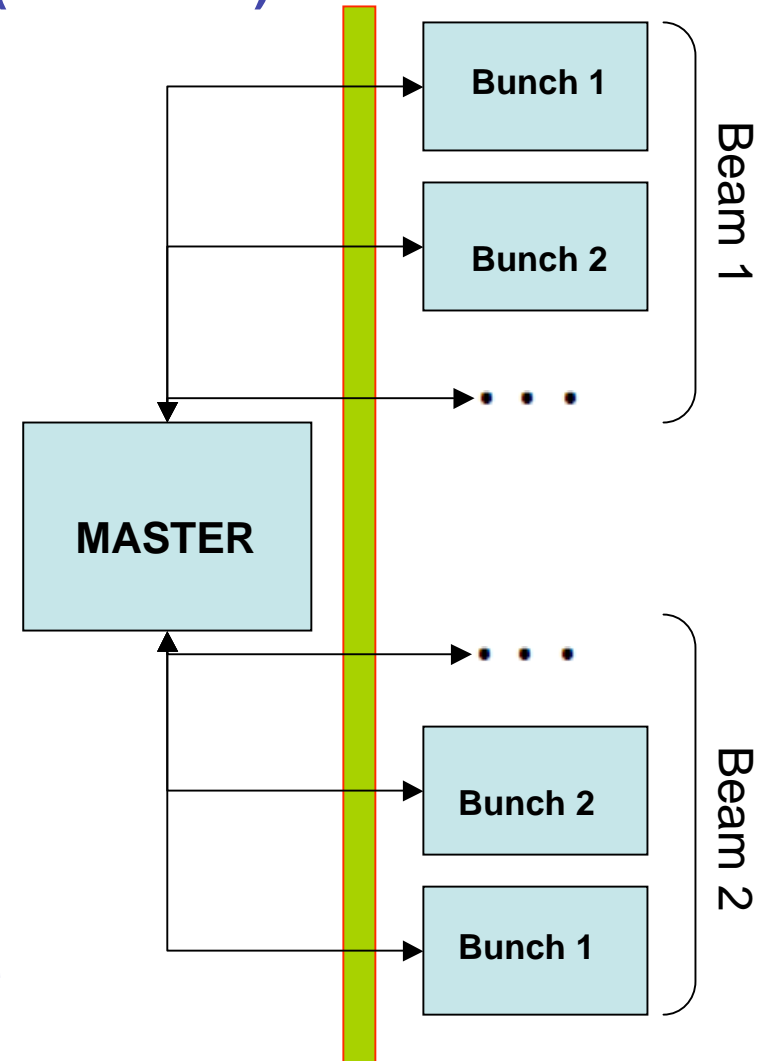 Bunch 1
Bunch 2
• • •
Beam 1
MASTER
• • •
Bunch 2
Bunch 1
Beam 2